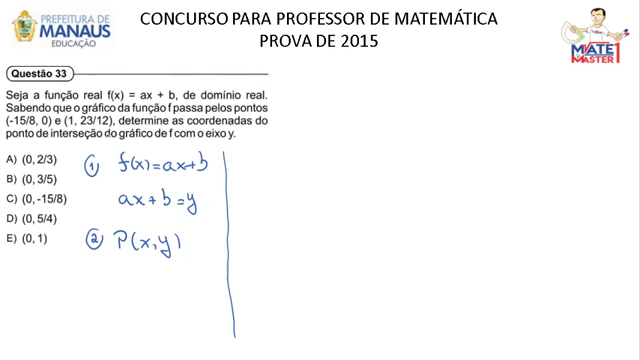 PREFEITURA DE
MANAUS
EDUCAÇÃO
CONCURSO PARA PROFESSOR DE MATEMÁTICA
PROVA DE 2015
MATE
MASTER1
Questão 33
Seja a função real f(x) = ax + b, de domínio real.
Sabendo que o gráfico da função f passa pelos pontos
(-15/8, 0) e (1, 23/12), determine as coordenadas do
ponto de interseção do gráfico de f com o eixo y.
A) (0, 2/3)
B) (0, 3/5)
C) (0, -15/8)
D) (0, 5/4)
E) (0, 1)
① f(x)=ax+b
ax+b=y
② P(x,y)